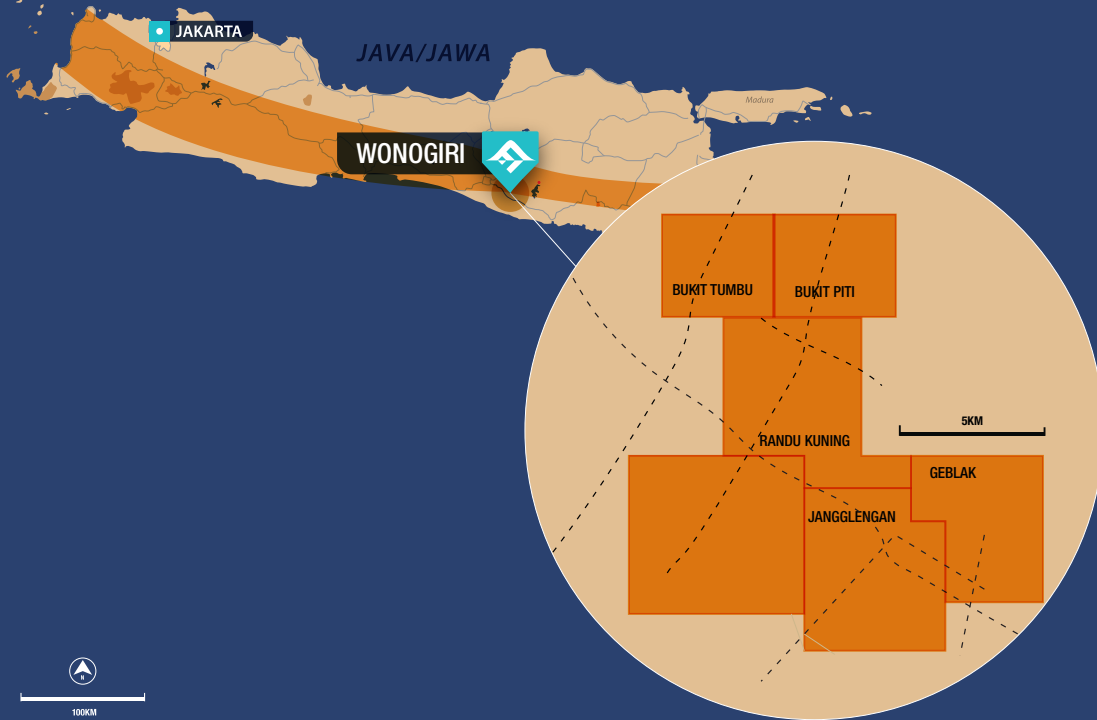 JAKARTA
JAVA/JAWA
Madura
WONOGIRI
BUKIT TUMBU
BUKIT PITI
5KM
RANDU KUNING
GEBLAK
JANGGLENGAN
N
100KM